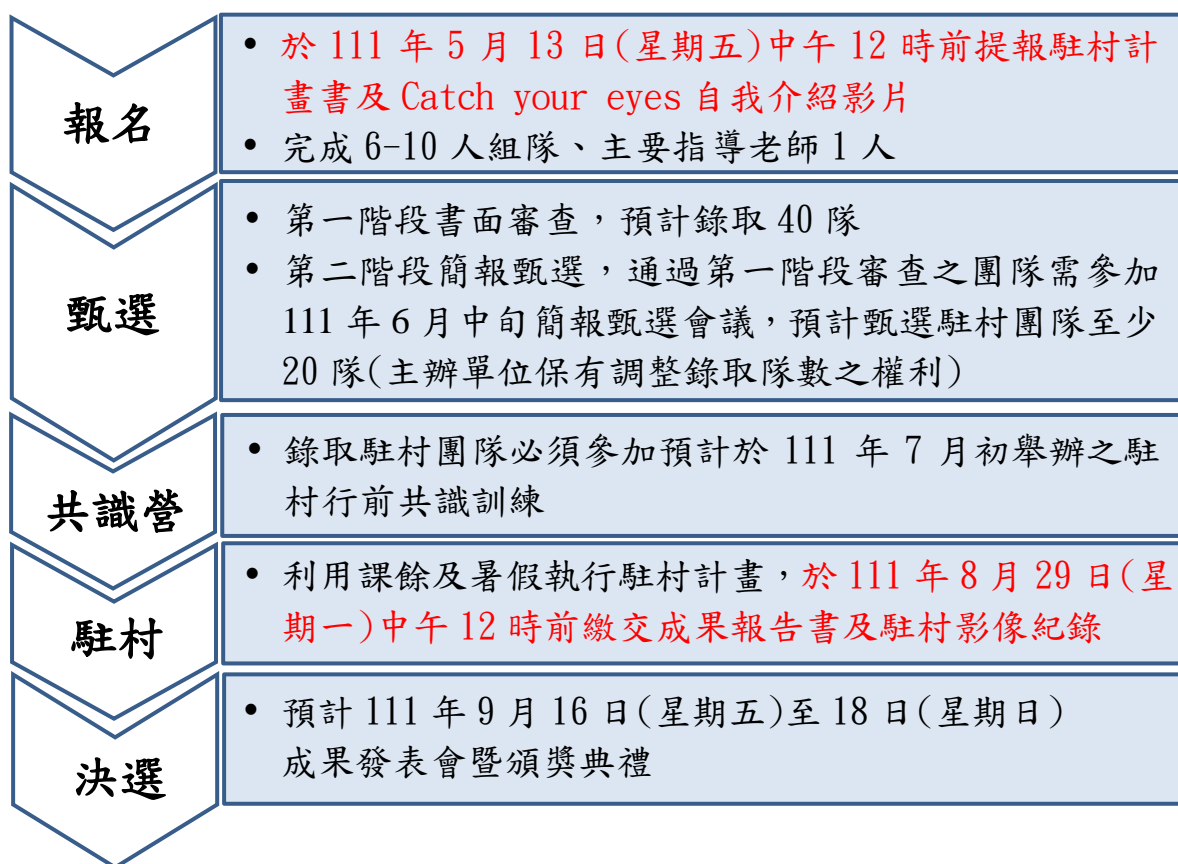 報名
• 於 111 年 5 月 13 日(星期五)中午 12 時前提報駐村計
畫書及 Catch your eyes 自我介紹影片
• 完成 6-10 人組隊、主要指導老師 1 人
甄選
• 第一階段書面審查，預計錄取 40 隊
• 第二階段簡報甄選，通過第一階段審查之團隊需參加
111 年 6 月中旬簡報甄選會議，預計甄選駐村團隊至少
20 隊(主辦單位保有調整錄取隊數之權利)
共識營
• 錄取駐村團隊必須參加預計於 111 年 7 月初舉辦之駐
村行前共識訓練
駐村
• 利用課餘及暑假執行駐村計畫，於 111 年 8 月 29 日(星
期一)中午 12 時前繳交成果報告書及駐村影像紀錄
決選
• 預計 111 年 9 月 16 日(星期五)至 18 日(星期日)
成果發表會暨頒獎典禮